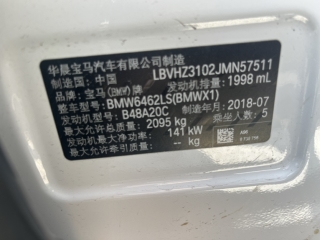 华晨宝马汽车有限公司制造
制造国: 中国 LBVHZ3102JMN57511
品牌: 宝马(BMW)牌 发动机排量: 1998 mL
整车型号: BMW6462LS(BMWX1)
发动机型号: B48A20C 制造年月: 2018-07
最大允许总质量: 2095 kg 乘坐人数: 5
发动机最大净功率: 141 kW
最大允许牵引质量: -- kg